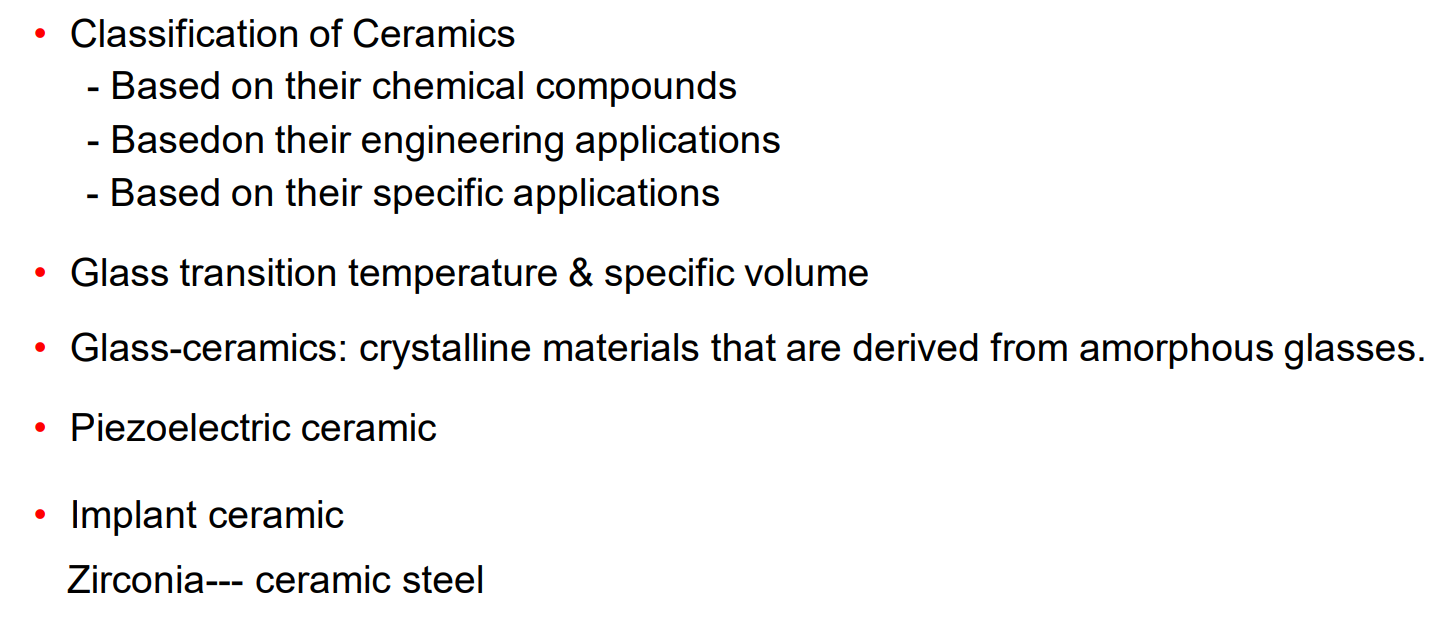 • Classification of Ceramics
- Based on their chemical compounds
- Basedon their engineering applications
- Based on their specific applications
• Glass transition temperature & specific volume
• Glass-ceramics: crystalline materials that are derived from amorphous glasses.
• Piezoelectric ceramic
• Implant ceramic
Zirconia--- ceramic steel